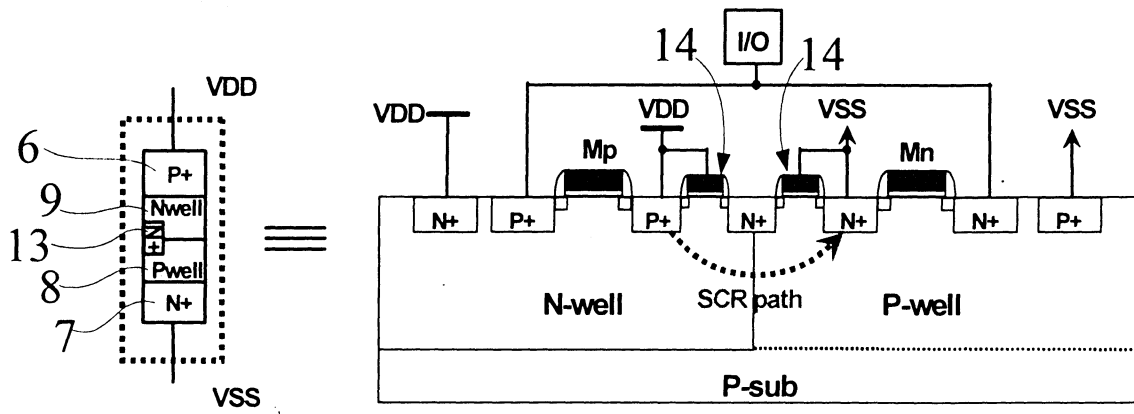 I/O
14
14
VDD
VDD
VDD
VSS
VSS
6
P+
Mp
Mn
9
Nwell
13
N+
N+
P+
P+
N+
N+
N+
P+
8
Pwell
SCR path
7
N+
N-well
P-well
VSS
P-sub